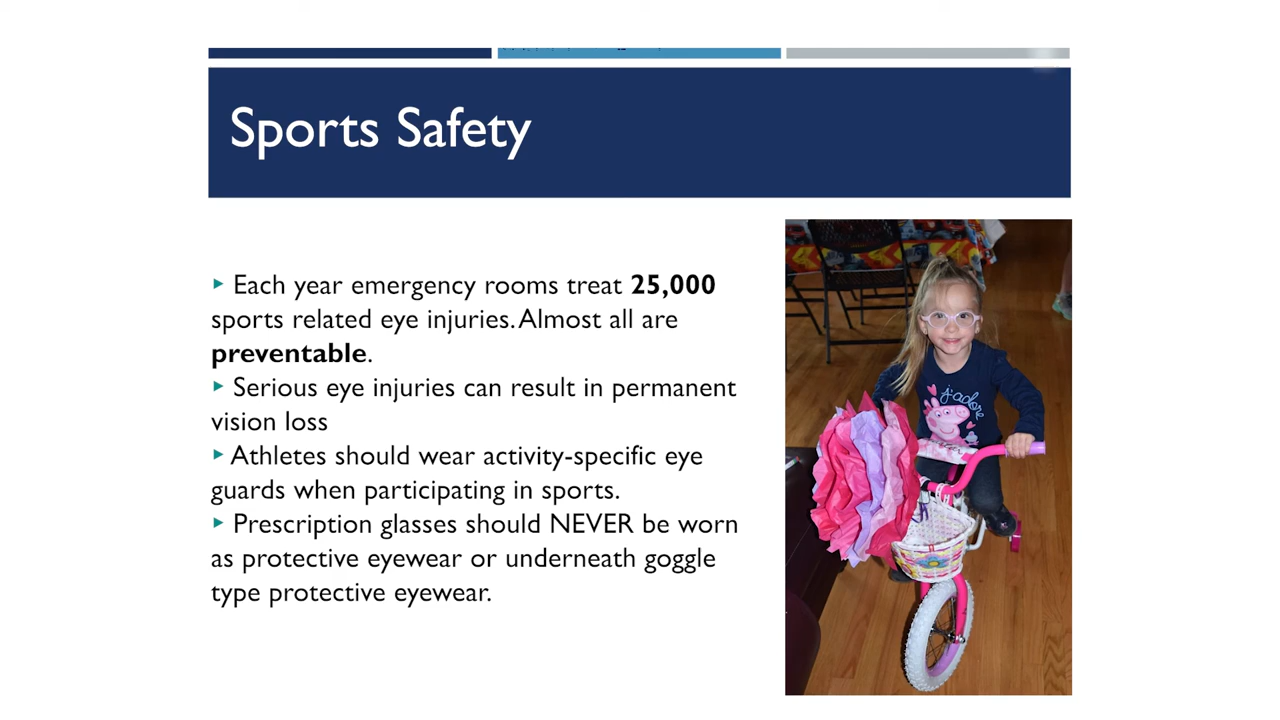 Sports Safety
▸ Each year emergency rooms treat 25,000
sports related eye injuries. Almost all are
preventable.
▸ Serious eye injuries can result in permanent
vision loss
▸ Athletes should wear activity-specific eye
guards when participating in sports.
▸ Prescription glasses should NEVER be worn
as protective eyewear or underneath goggle
type protective eyewear.
j'adore